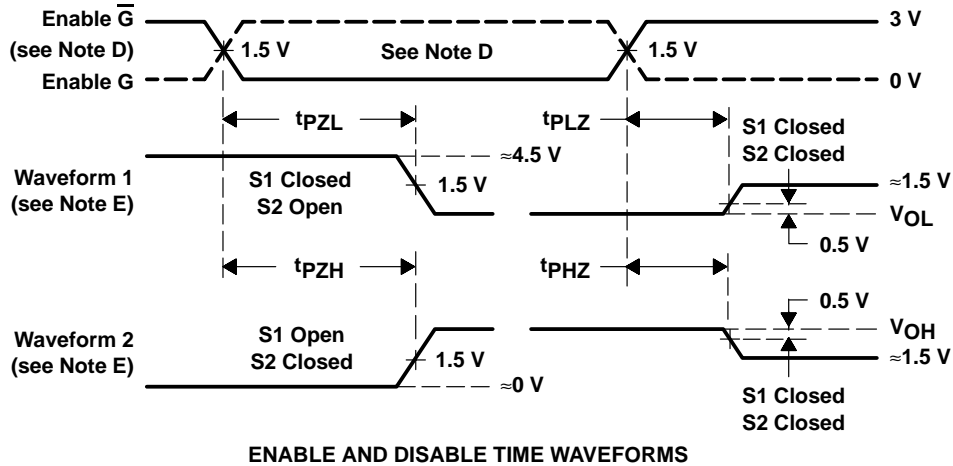 Enable G̅
(see Note D)
Enable G
1.5 V
See Note D
1.5 V
3 V
0 V
tPZL
tPLZ
S1 Closed
S2 Closed
Waveform 1
(see Note E)
S1 Closed
S2 Open
≈4.5 V
1.5 V
≈1.5 V
VOL
0.5 V
tPZH
tPHZ
0.5 V
Waveform 2
(see Note E)
S1 Open
S2 Closed
1.5 V
≈0 V
VOH
≈1.5 V
S1 Closed
S2 Closed
ENABLE AND DISABLE TIME WAVEFORMS